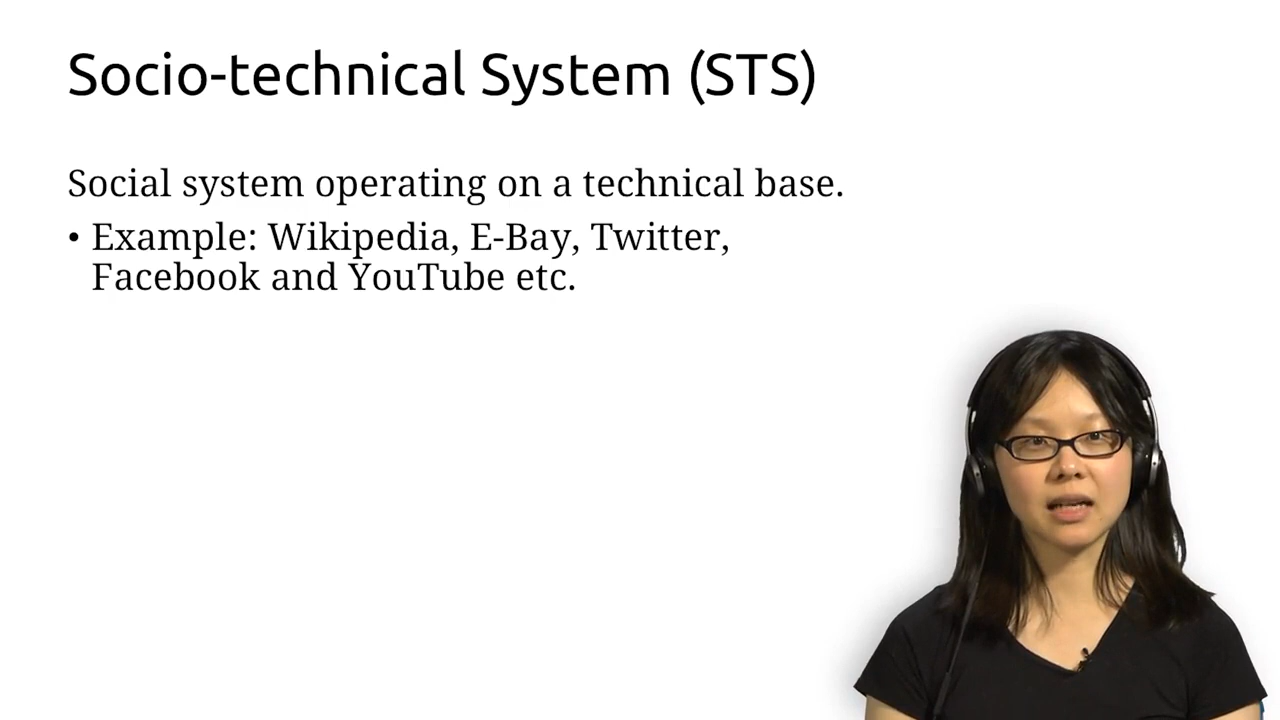 Socio-technical System (STS)
Social system operating on a technical base.
• Example: Wikipedia, E-Bay, Twitter,
Facebook and YouTube etc.